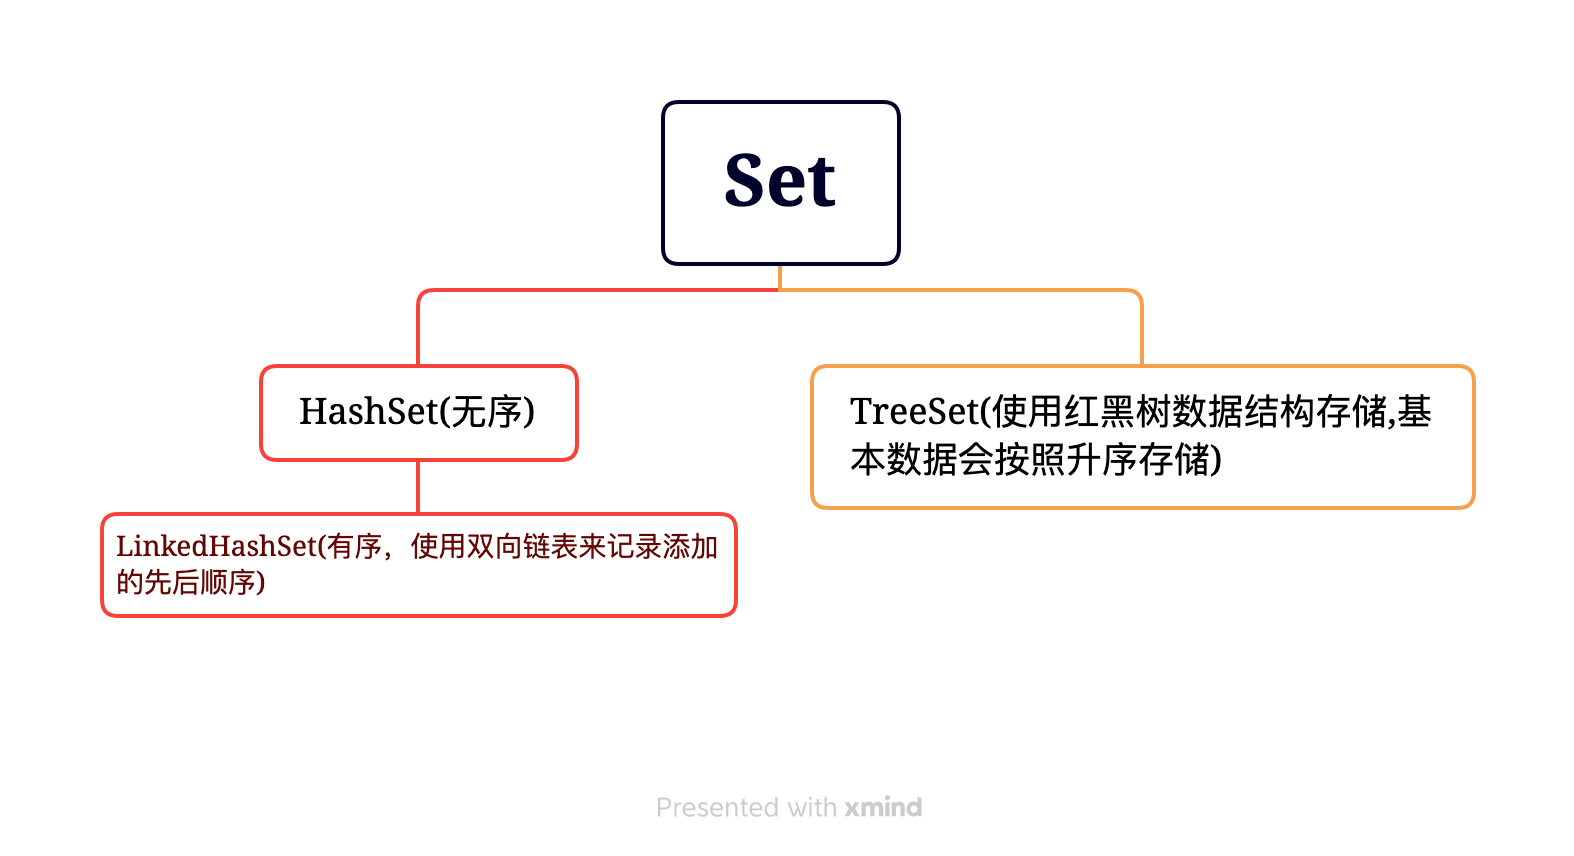 Set
HashSet(无序)
TreeSet(使用红黑树数据结构存储,基
本数据会按照升序存储)
LinkedHashSet(有序，使用双向链表来记录添加
的先后顺序)
Presented with xmind